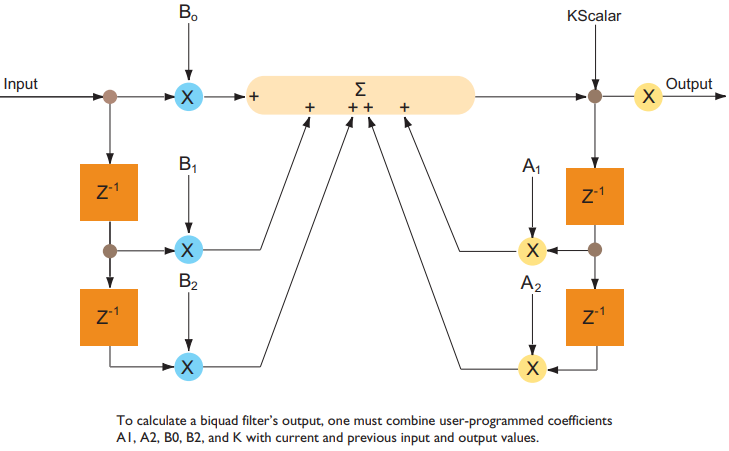 B₀
KScalar
Input
X
+
Σ
+
+
+
+
X
Output
Z⁻¹
B₁
X
A₁
X
Z⁻¹
B₂
A₂
Z⁻¹
X
X
Z⁻¹
To calculate a biquad filter's output, one must combine user-programmed coefficients
A1, A2, B0, B2, and K with current and previous input and output values.